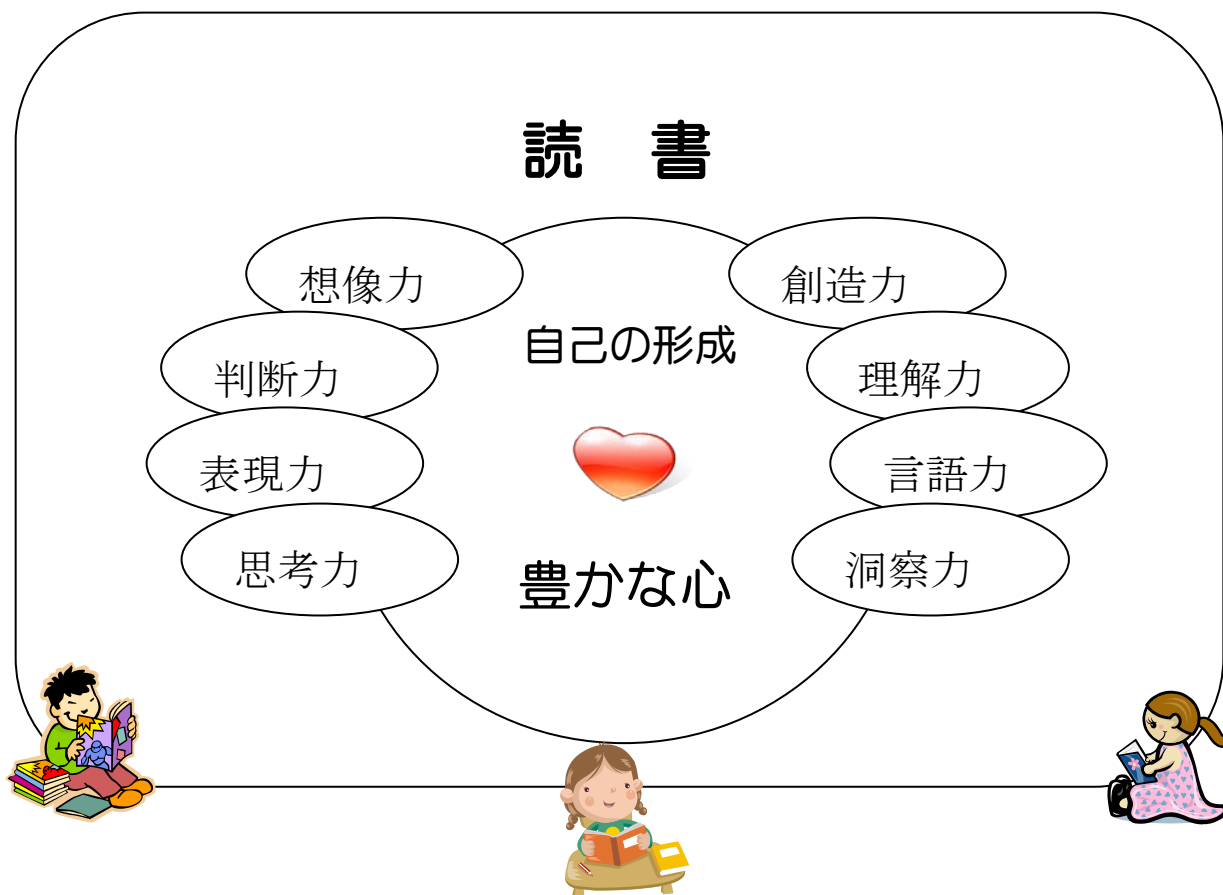 読　書
想像力
創造力
自己の形成
判断力
理解力
表現力
言語力
思考力
洞察力
豊かな心